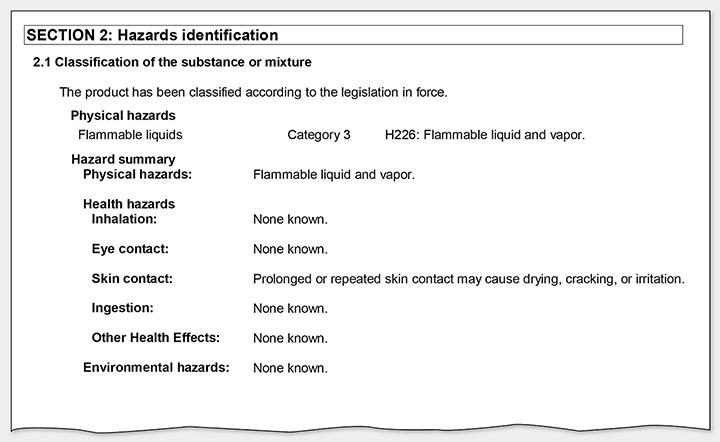 SECTION 2: Hazards identification
2.1 Classification of the substance or mixture
The product has been classified according to the legislation in force.
Physical hazards
Flammable liquids Category 3 H226: Flammable liquid and vapor.
Hazard summary
Physical hazards: Flammable liquid and vapor.
Health hazards
Inhalation: None known.
Eye contact: None known.
Skin contact: Prolonged or repeated skin contact may cause drying, cracking, or irritation.
Ingestion: None known.
Other Health Effects: None known.
Environmental hazards: None known.